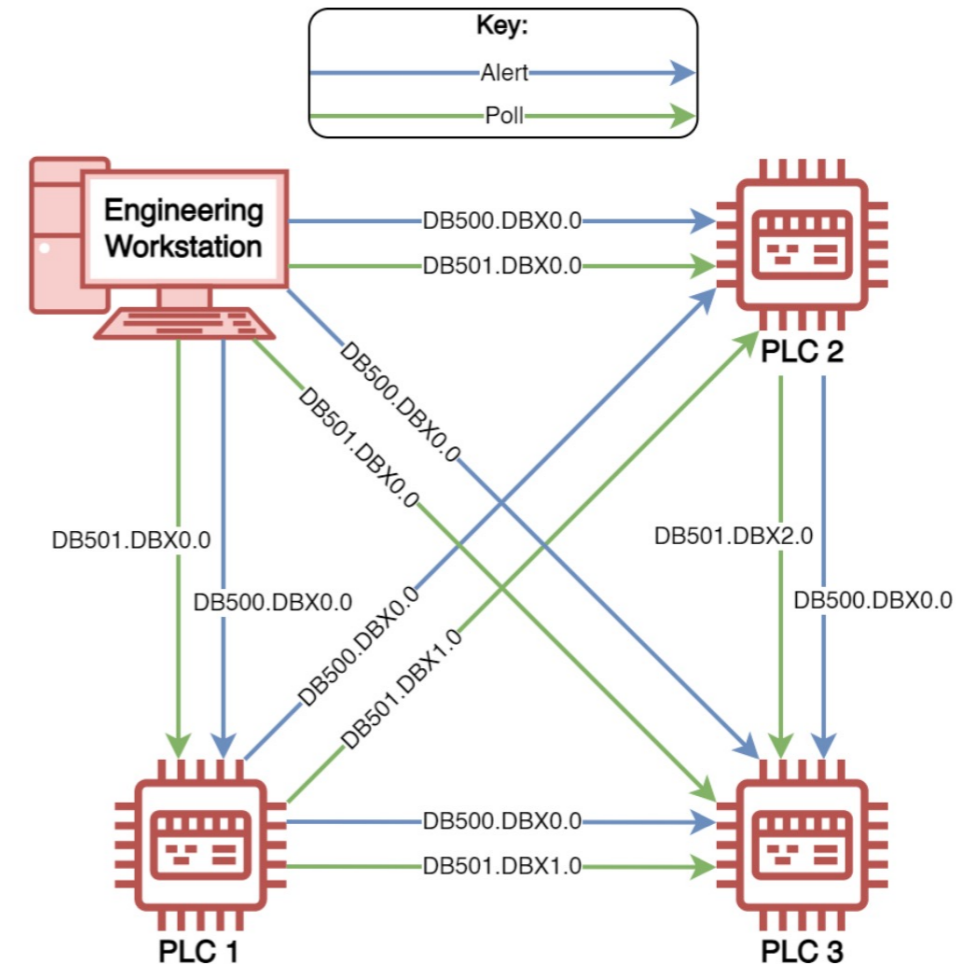 Key:
Alert
Poll
Engineering
Workstation
DB500.DBX0.0
DB501.DBX0.0
PLC 2
DB500.DBX0.0
DB501.DBX0.0
DB501.DBX0.0
DB500.DBX0.0
DB500.DBX0.0
DB501.DBX1.0
DB501.DBX2.0
DB500.DBX0.0
DB500.DBX0.0
DB501.DBX1.0
PLC 1
PLC 3